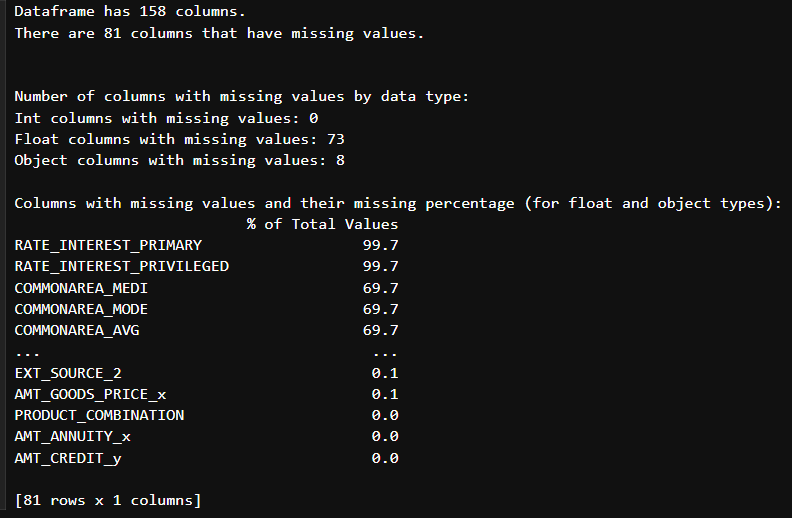 Dataframe has 158 columns.
There are 81 columns that have missing values.
Number of columns with missing values by data type:
Int columns with missing values: 0
Float columns with missing values: 73
Object columns with missing values: 8
Columns with missing values and their missing percentage (for float and object types):
% of Total Values
RATE_INTEREST_PRIMARY 99.7
RATE_INTEREST_PRIVILEGED 99.7
COMMONAREA_MEDI 69.7
COMMONAREA_MODE 69.7
COMMONAREA_AVG 69.7
... ...
EXT_SOURCE_2 0.1
AMT_GOODS_PRICE_x 0.1
PRODUCT_COMBINATION 0.0
AMT_ANNUITY_x 0.0
AMT_CREDIT_y 0.0
[81 rows x 1 columns]